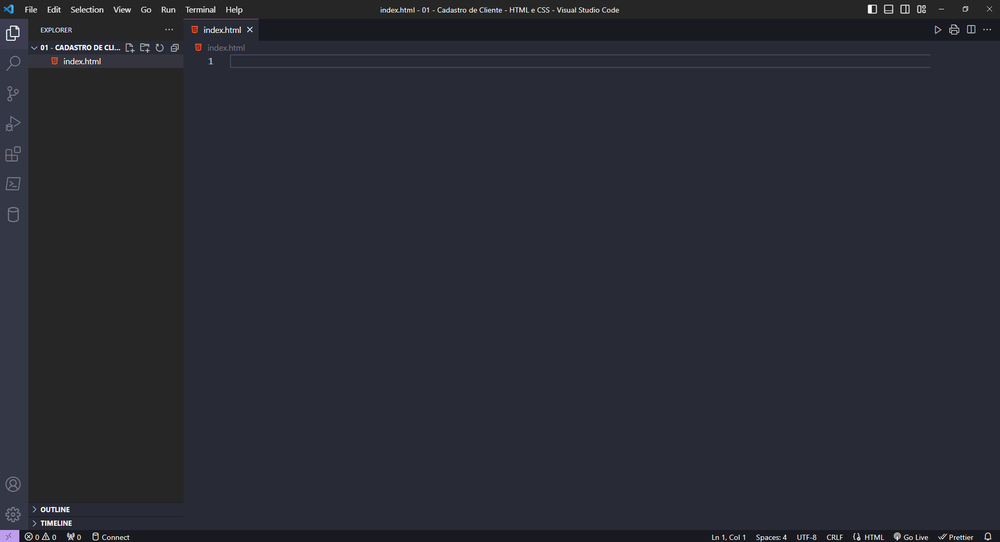 File Edit Selection View Go Run Terminal Help
index.html - 01 - Cadastro de Cliente - HTML e CSS - Visual Studio Code
EXPLORER
01 - CADASTRO DE CLI...
index.html
index.html
index.html
1
OUTLINE
TIMELINE
0 0 0 Connect
Ln 1, Col 1 Spaces: 4 UTF-8 CRLF HTML Go Live Prettier